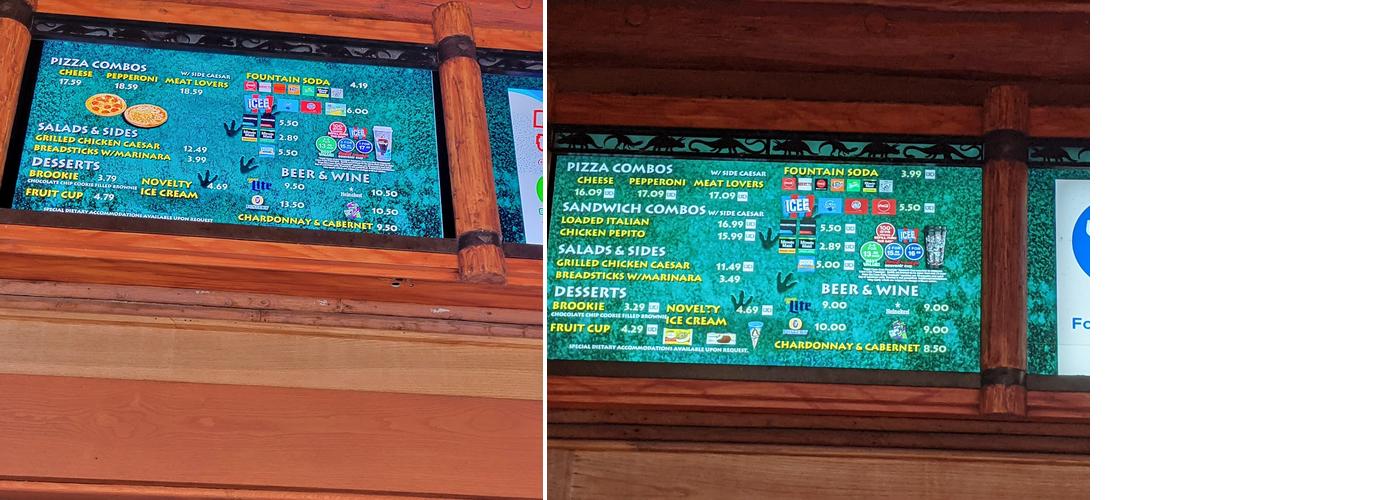 PIZZA COMBOS
W/ SIDE CAESAR
CHEESE PEPPERONI MEAT LOVERS
17.59 18.59 18.59
SALADS & SIDES
GRILLED CHICKEN CAESAR 12.49
BREADSTICKS W/MARINARA 3.99
DESSERTS
BROOKIE 3.79
CHOCOLATE CHIP COOKIE FILLED BROWNIE
FRUIT CUP 4.79
NOVELTY ICE CREAM 4.69
SPECIAL DIETARY ACCOMMODATIONS AVAILABLE UPON REQUEST
FOUNTAIN SODA 4.19
ICEE 6.00
5.50
2.89
5.50
BEER & WINE
Lite 9.50
Heineken 10.50
13.50
10.50
CHARDONNAY & CABERNET 9.50
PIZZA COMBOS
W/ SIDE CAESAR
CHEESE PEPPERONI MEAT LOVERS
16.09 17.09 17.09
SANDWICH COMBOS W/ SIDE CAESAR
LOADED ITALIAN 16.99
CHICKEN PEPITO 15.99
SALADS & SIDES
GRILLED CHICKEN CAESAR 11.49
BREADSTICKS W/MARINARA 3.49
DESSERTS
BROOKIE 3.29
CHOCOLATE CHIP COOKIE FILLED BROWNIE
FRUIT CUP 4.29
NOVELTY 4.69
ICE CREAM
SPECIAL DIETARY ACCOMMODATIONS AVAILABLE UPON REQUEST.
FOUNTAIN SODA 3.99
ICEE 5.50
5.50
Minute Maid 2.89
5.00
ICEE
BEER & WINE
Lite 9.00
Heineken 9.00
10.00
9.00
CHARDONNAY & CABERNET 8.50
Fo